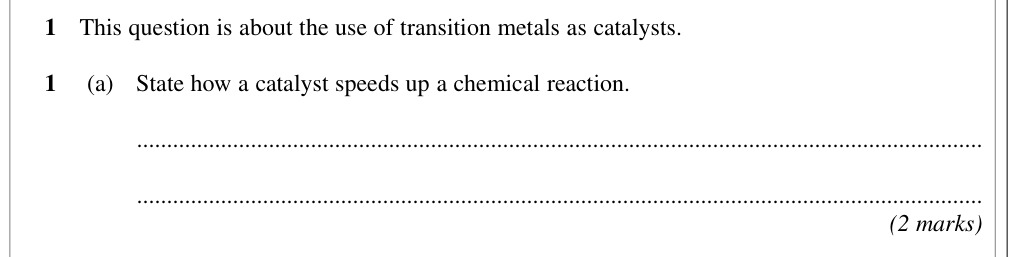 1 This question is about the use of transition metals as catalysts.
1 (a) State how a catalyst speeds up a chemical reaction.
(2 marks)